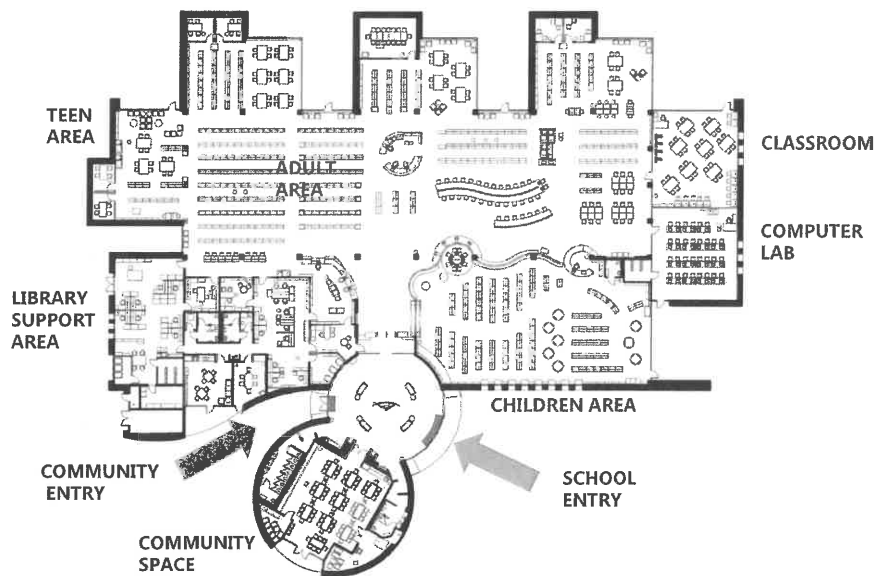 TEEN
AREA
ADULT
AREA
CLASSROOM
COMPUTER
LAB
LIBRARY
SUPPORT
AREA
CHILDREN AREA
COMMUNITY
ENTRY
SCHOOL
ENTRY
COMMUNITY
SPACE